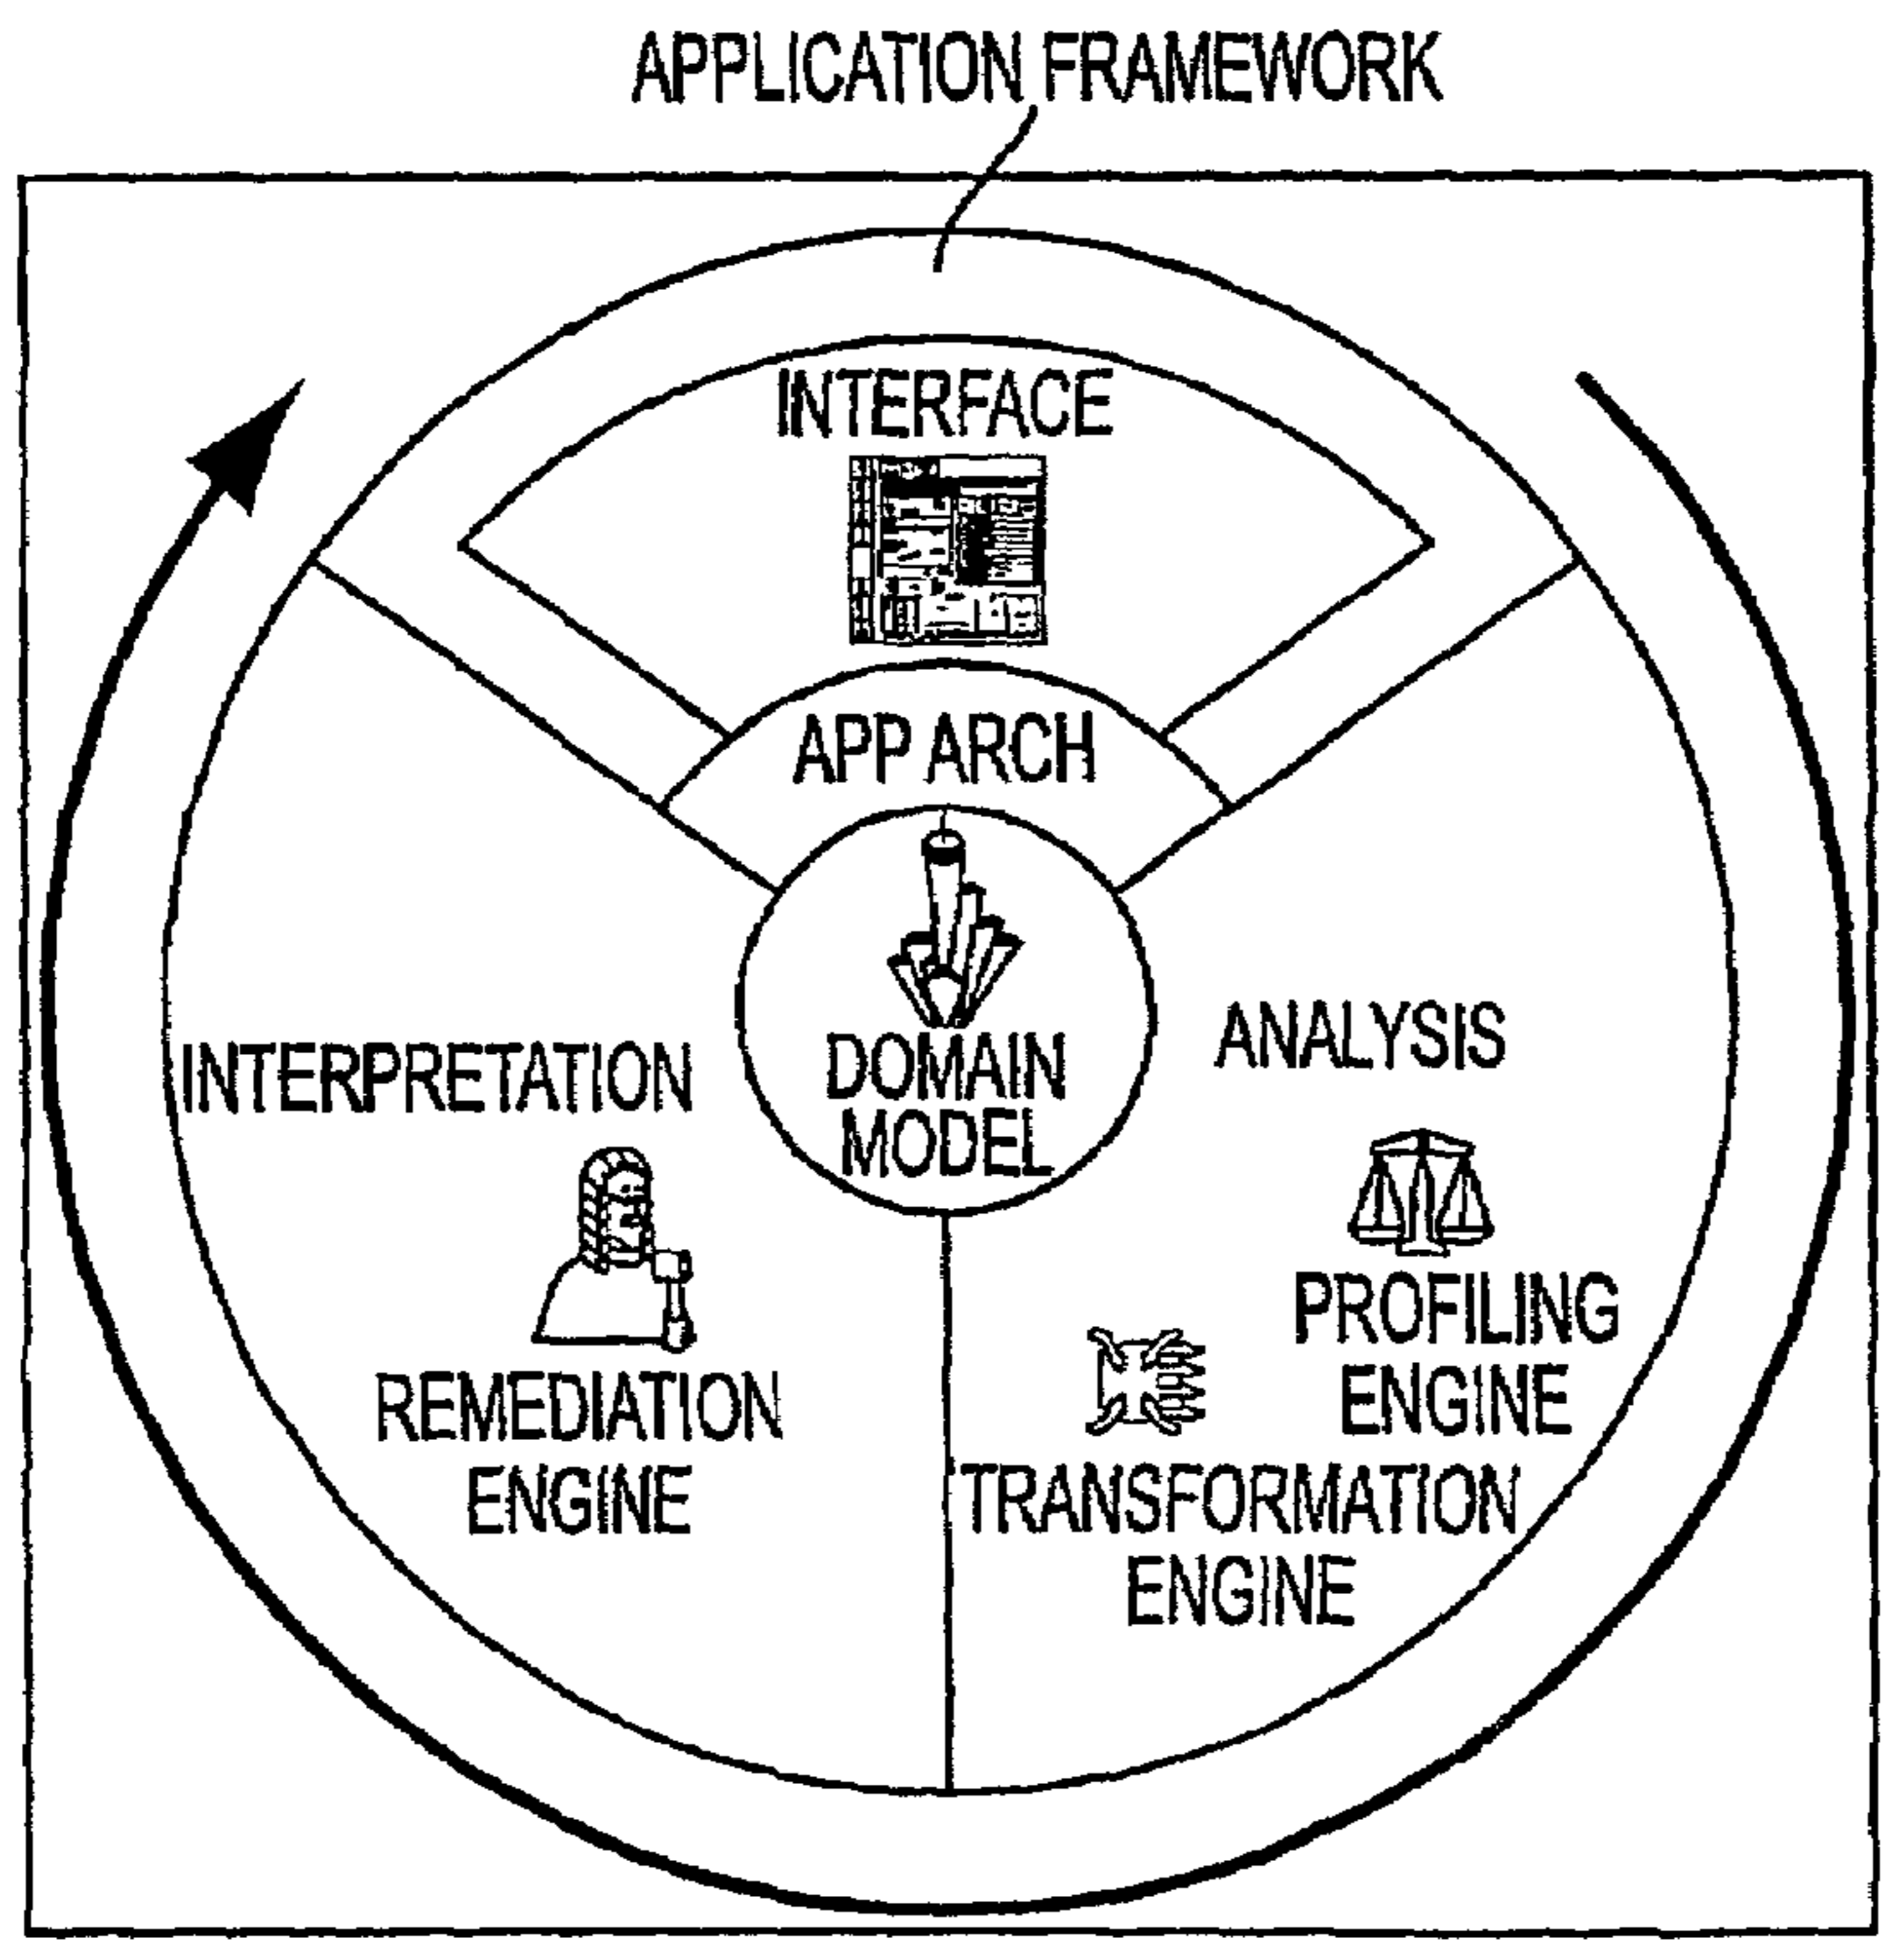 APPLICATION FRAMEWORK
INTERFACE
APP ARCH
DOMAIN
MODEL
ANALYSIS
INTERPRETATION
PROFILING
ENGINE
REMEDIATION
ENGINE
TRANSFORMATION
ENGINE